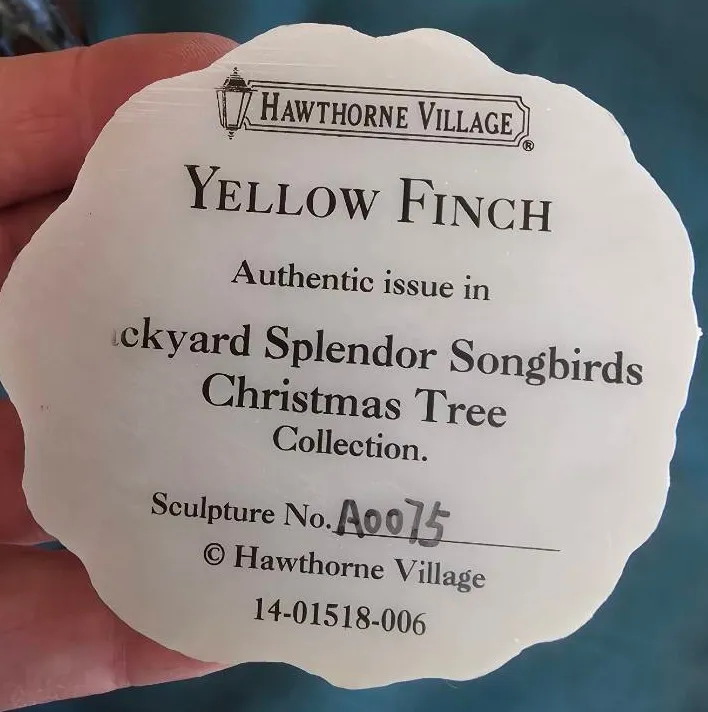 HAWTHORNE VILLAGE ®
YELLOW FINCH
Authentic issue in
ckyard Splendor Songbirds
Christmas Tree
Collection.
Sculpture No. A0075
© Hawthorne Village
14-01518-006